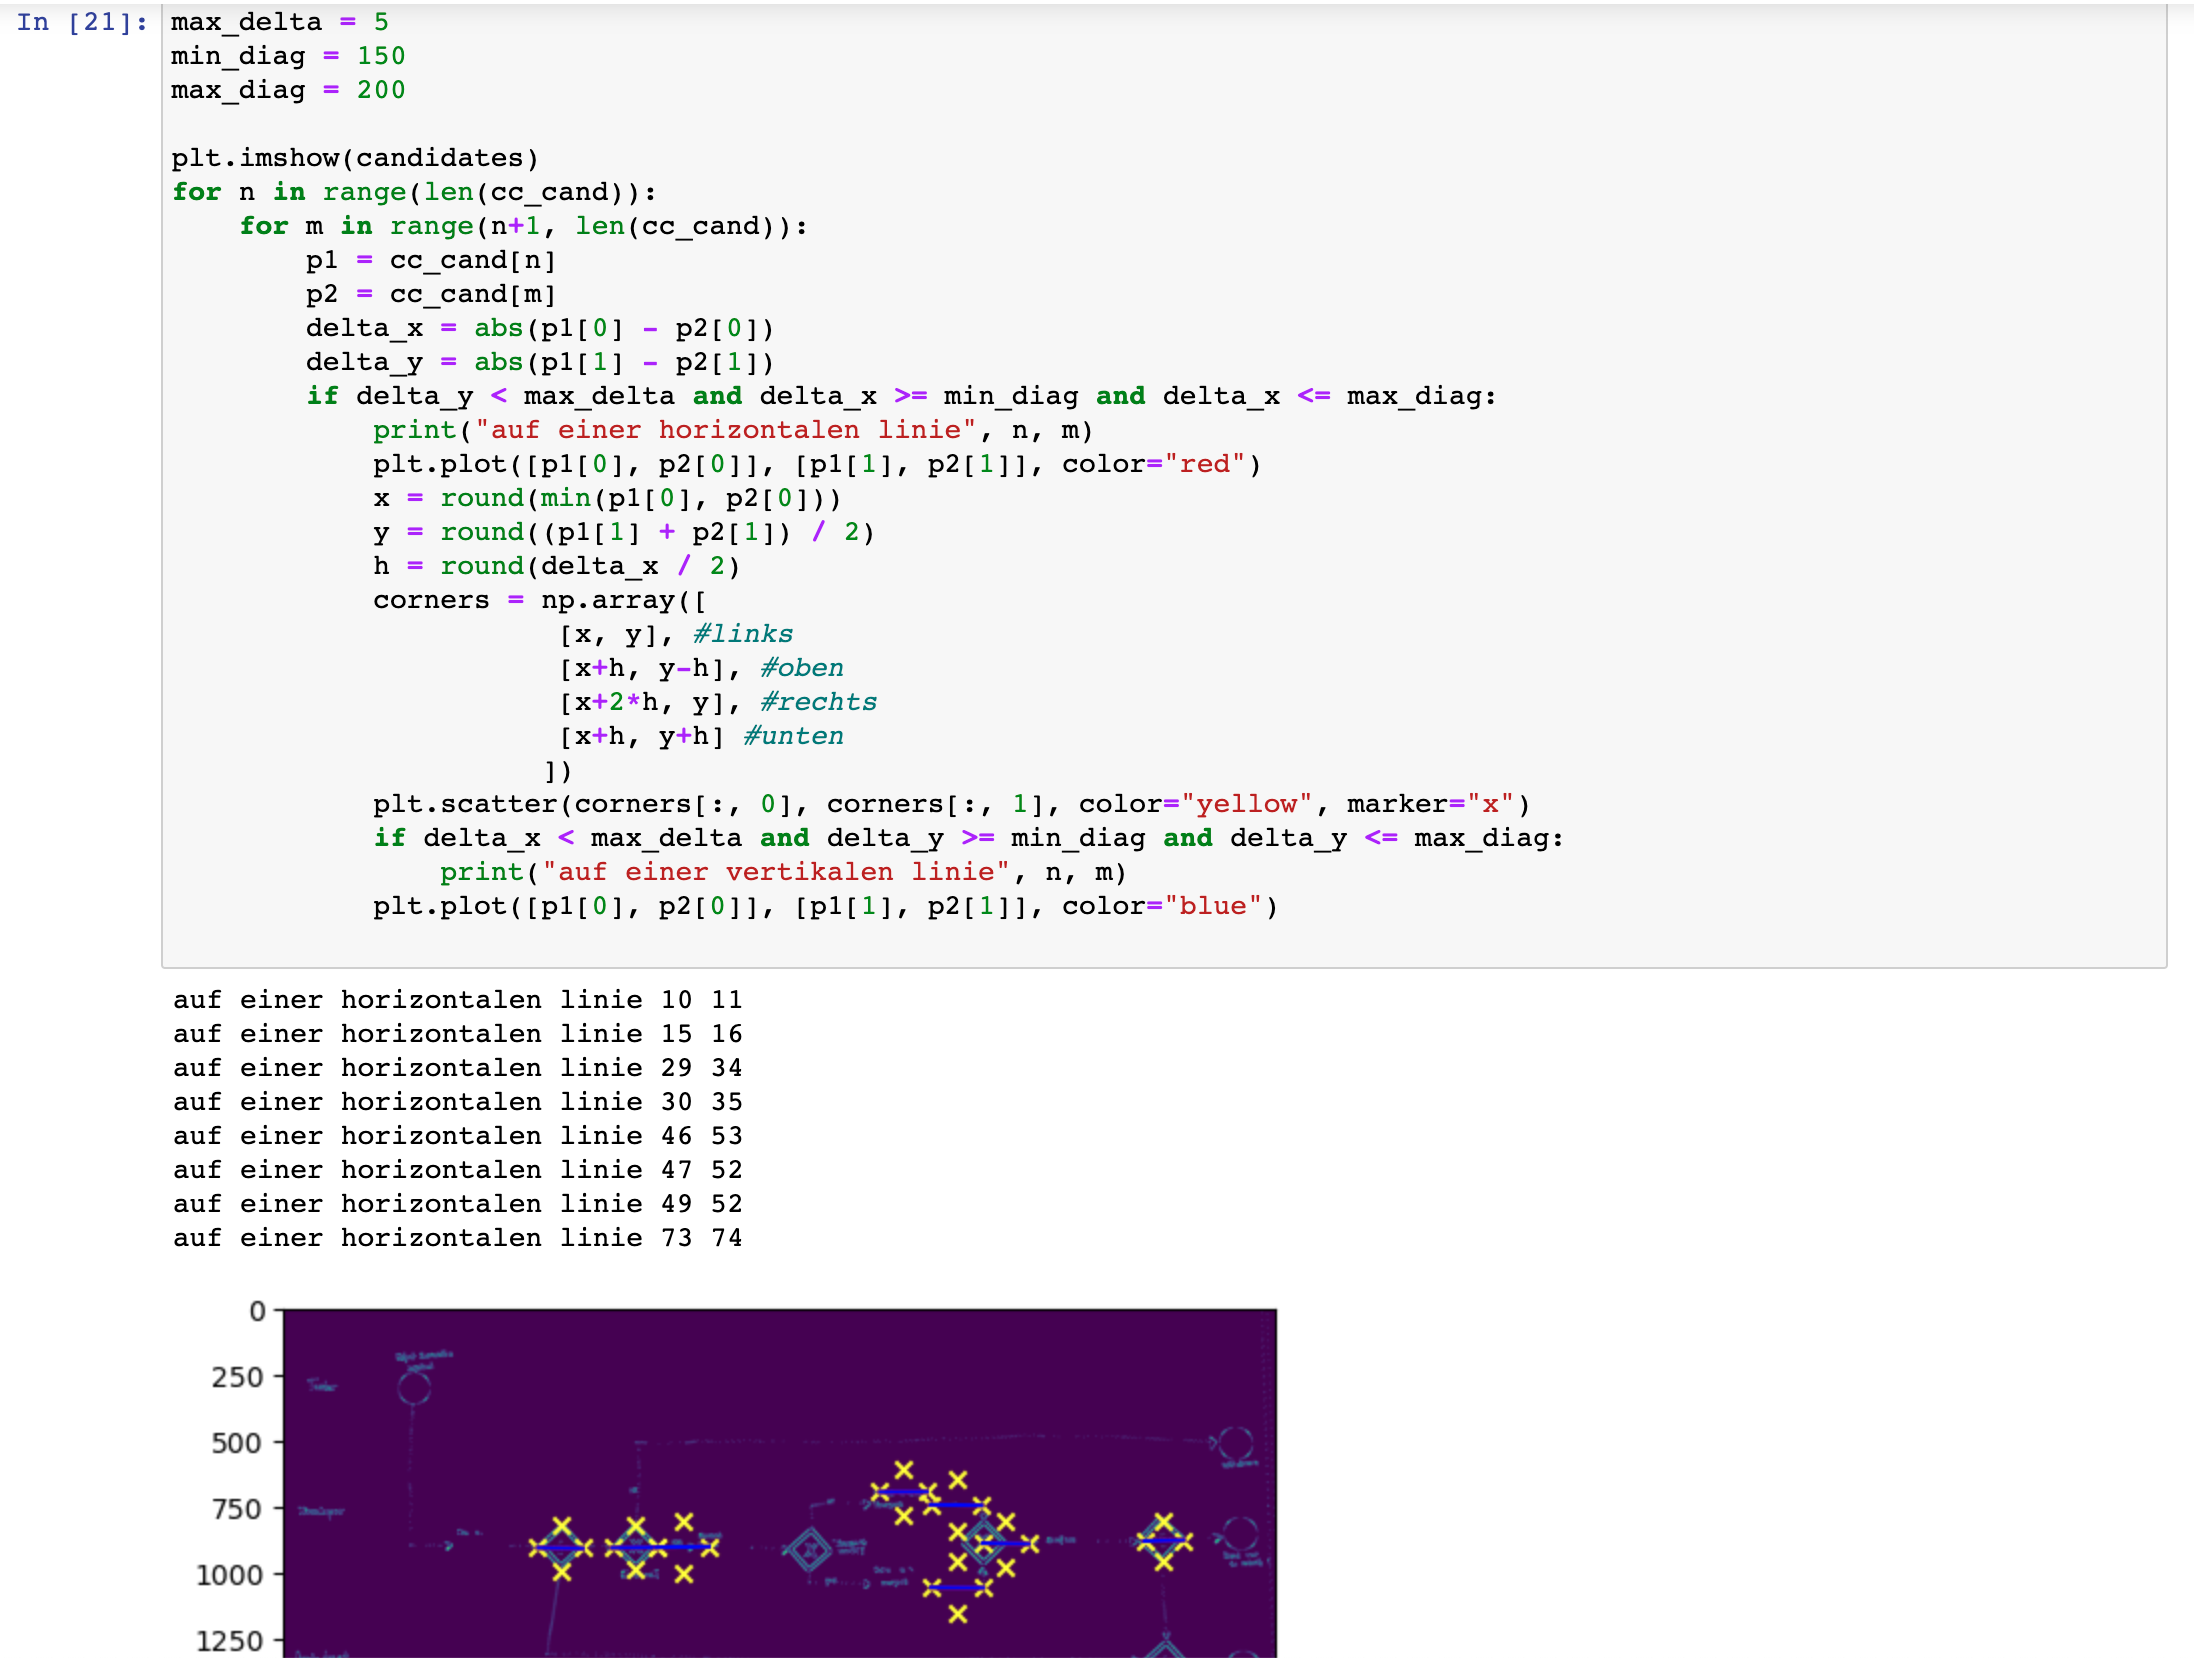 In [21]:
max_delta = 5
min_diag = 150
max_diag = 200
plt.imshow(candidates)
for n in range(len(cc_cand)):
    for m in range(n+1, len(cc_cand)):
        p1 = cc_cand[n]
        p2 = cc_cand[m]
        delta_x = abs(p1[0] - p2[0])
        delta_y = abs(p1[1] - p2[1])
        if delta_y < max_delta and delta_x >= min_diag and delta_x <= max_diag:
            print("auf einer horizontalen linie", n, m)
            plt.plot([p1[0], p2[0]], [p1[1], p2[1]], color="red")
            x = round(min(p1[0], p2[0]))
            y = round((p1[1] + p2[1]) / 2)
            h = round(delta_x / 2)
            corners = np.array([
                       [x, y], #links
                       [x+h, y-h], #oben
                       [x+2*h, y], #rechts
                       [x+h, y+h] #unten
                      ])
            plt.scatter(corners[:, 0], corners[:, 1], color="yellow", marker="x")
            if delta_x < max_delta and delta_y >= min_diag and delta_y <= max_diag:
                print("auf einer vertikalen linie", n, m)
            plt.plot([p1[0], p2[0]], [p1[1], p2[1]], color="blue")
auf einer horizontalen linie 10 11
auf einer horizontalen linie 15 16
auf einer horizontalen linie 29 34
auf einer horizontalen linie 30 35
auf einer horizontalen linie 46 53
auf einer horizontalen linie 47 52
auf einer horizontalen linie 49 52
auf einer horizontalen linie 73 74
0
250
500
750
1000
1250